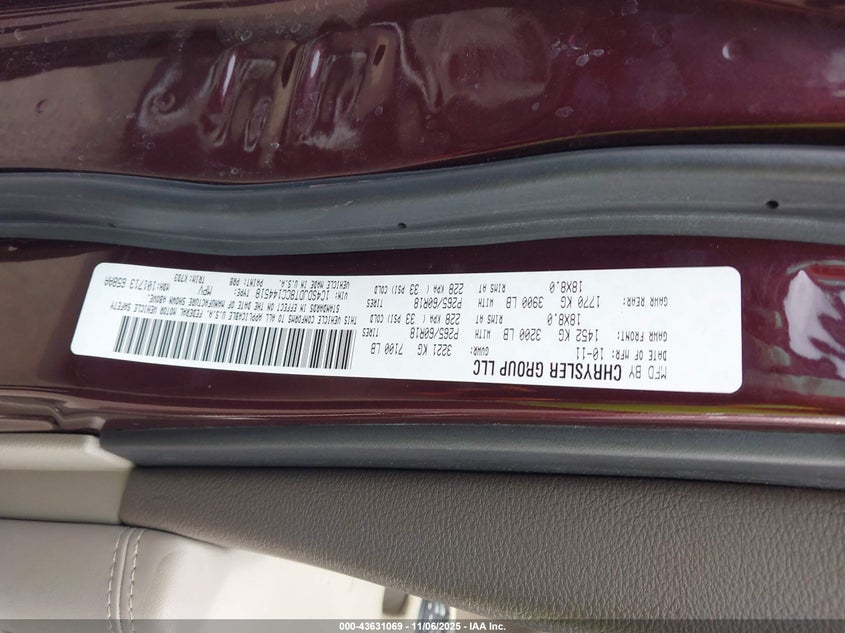 MFD BY CHRYSLER GROUP LLC
DATE OF MFR: 10-11 GVWR: 3221 KG 7100 LB
GAWR FRONT: 1452 KG 3200 LB WITH P265/60R18 TIRES
18X8.0 RIMS AT 228 KPA ( 33 PSI) COLD
GAWR REAR: 1770 KG 3900 LB WITH P265/60R18 TIRES
18X8.0 RIMS AT 228 KPA ( 33 PSI) COLD
THIS VEHICLE CONFORMS TO ALL APPLICABLE U.S.A. FEDERAL MOTOR VEHICLE SAFETY
STANDARDS IN EFFECT ON THE DATE OF MANUFACTURE SHOWN ABOVE.
VIN: 1C4SDJDT8CC144518 TYPE: MPV
VEHICLE MADE IN U.S.A. PAINT: PRB TRIM: K7D3
MDH: 101713 658AA
000-43631069 - 11/06/2025 - IAA Inc.